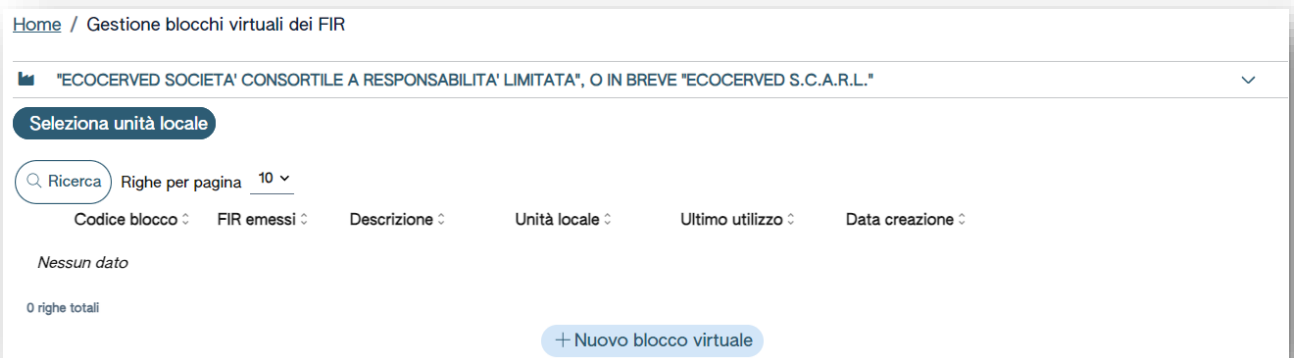 Home / Gestione blocchi virtuali dei FIR
"ECOCERVED SOCIETA' CONSORTILE A RESPONSABILITA' LIMITATA", O IN BREVE "ECOCERVED S.C.A.R.L."
Seleziona unità locale
Ricerca Righe per pagina 10
Codice blocco FIR emessi Descrizione Unità locale Ultimo utilizzo Data creazione
Nessun dato
0 righe totali
+ Nuovo blocco virtuale